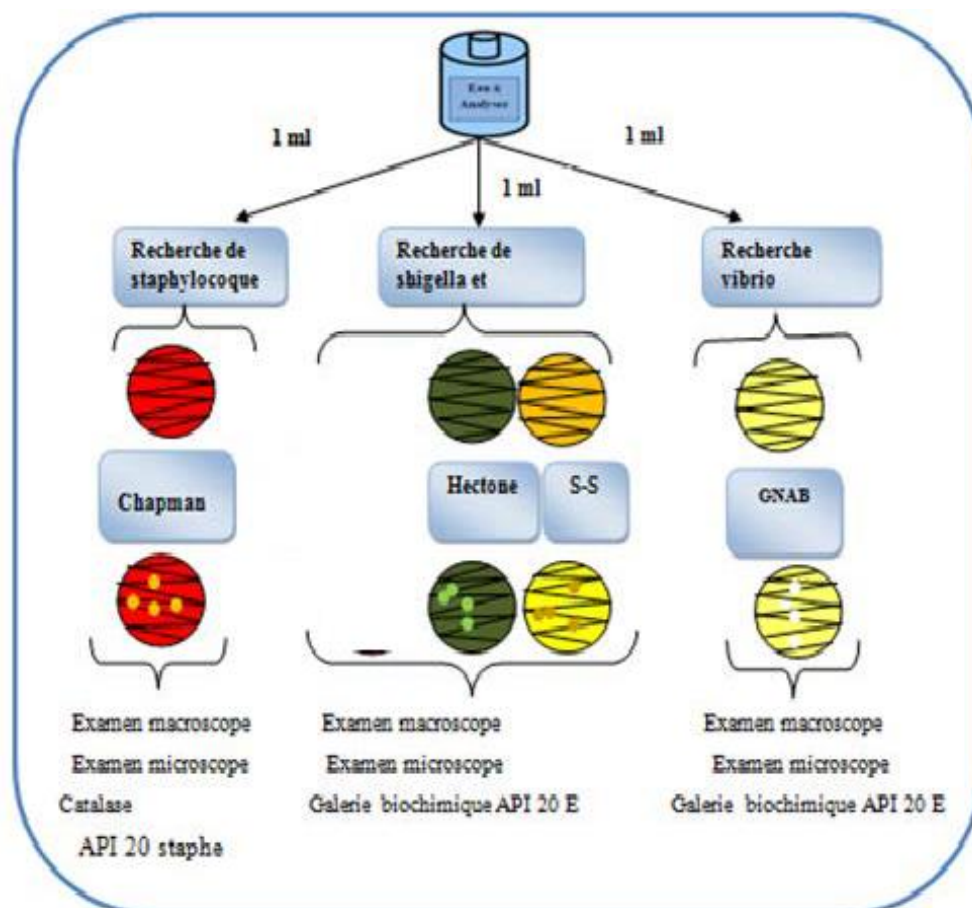 Eau à
Analyser
1 ml
1 ml
1 ml
Recherche de
staphylocoque
Recherche de
shigella et
Recherche
vibrio
Chapman
Hectone
S-S
GNAB
Examen macroscope
Examen microscope
Catalase
API 20 staphe
Examen macroscope
Examen microscope
Galerie biochimique API 20 E
Examen macroscope
Examen microscope
Galerie biochimique API 20 E